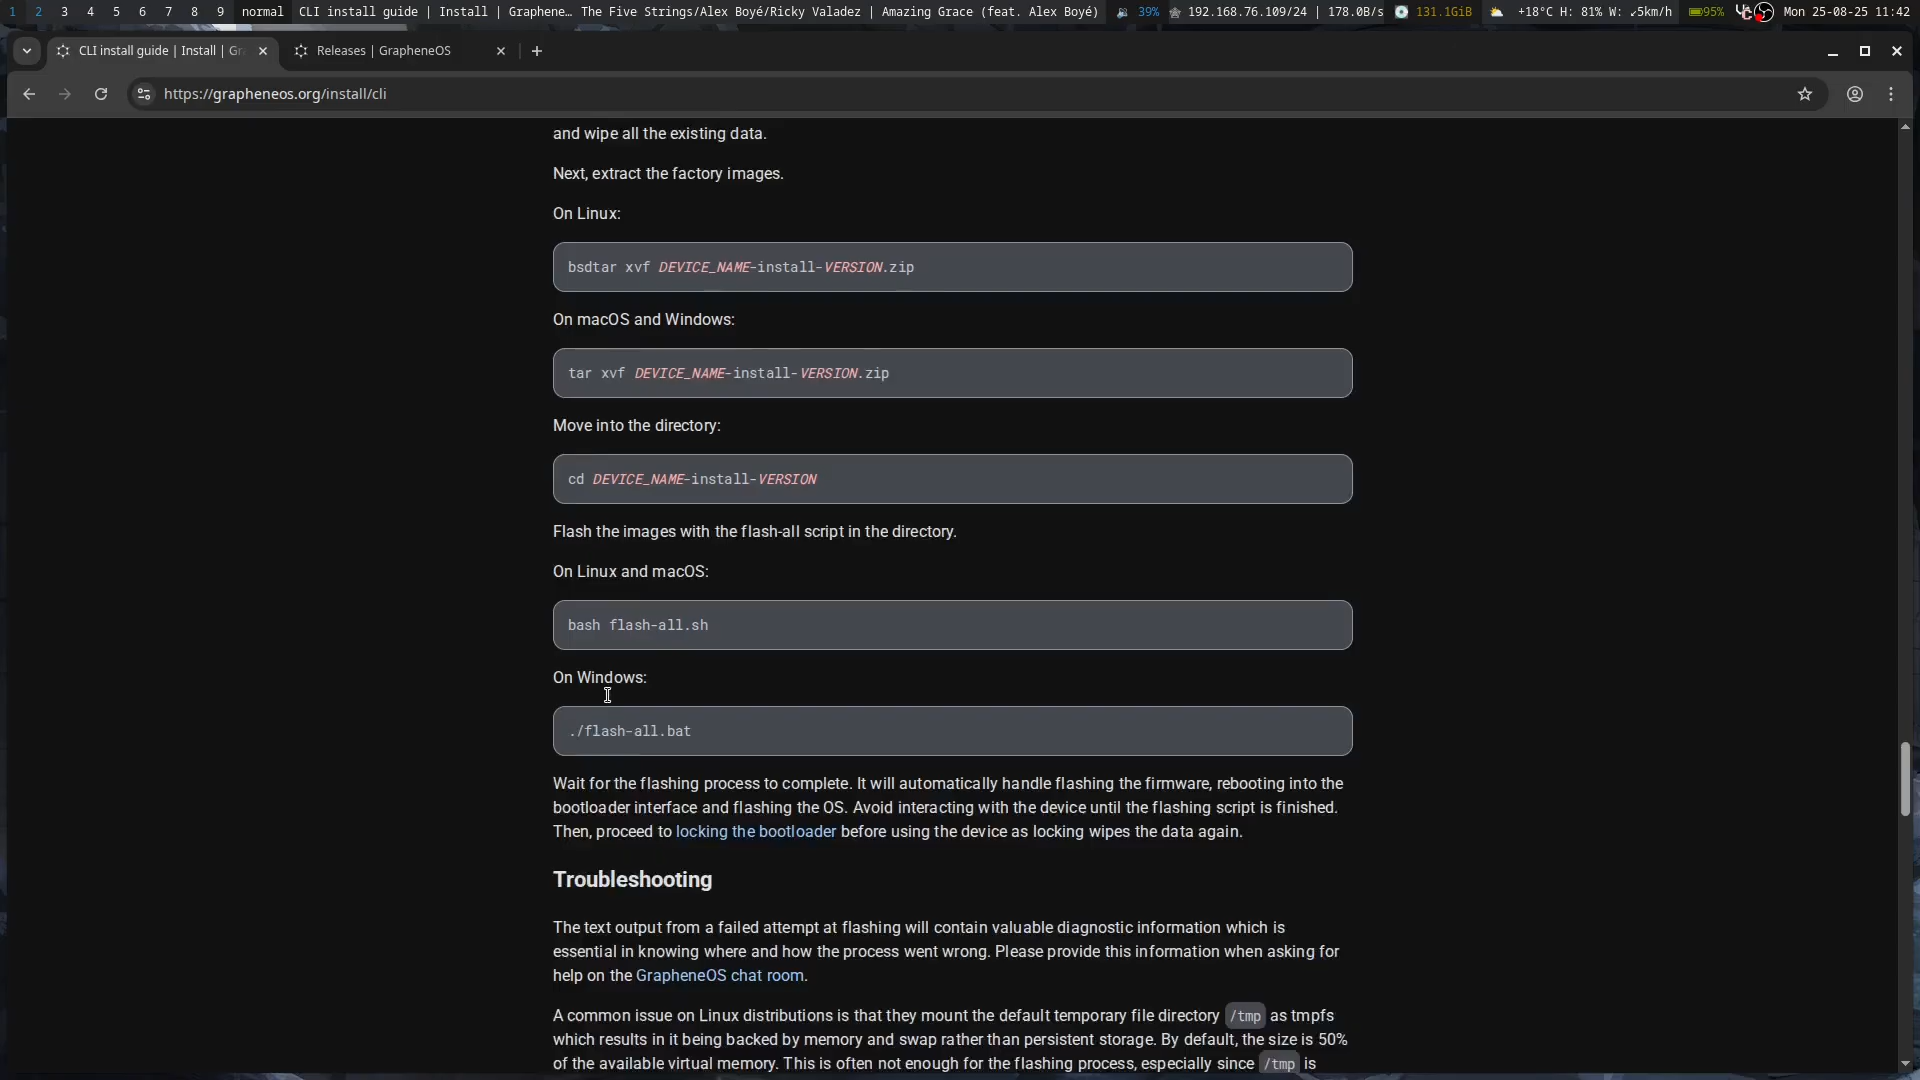 1 2 3 4 5 6 7 8 9 normal CLI install guide | Install | Graphene… The Five Strings/Alex Boyé/Ricky Valadez | Amazing Grace (feat. Alex Boyé) 39% 192.168.76.109/24 | 178.0B/s 131.1GiB +18°C H: 81% W: ↙5km/h 95% Mon 25-08-25 11:42
CLI install guide | Install | Gr Releases | GrapheneOS
https://grapheneos.org/install/cli
and wipe all the existing data.
Next, extract the factory images.
On Linux:
bsdtar xvf DEVICE_NAME-install-VERSION.zip
On macOS and Windows:
tar xvf DEVICE_NAME-install-VERSION.zip
Move into the directory:
cd DEVICE_NAME-install-VERSION
Flash the images with the flash-all script in the directory.
On Linux and macOS:
bash flash-all.sh
On Windows:
./flash-all.bat
Wait for the flashing process to complete. It will automatically handle flashing the firmware, rebooting into the
bootloader interface and flashing the OS. Avoid interacting with the device until the flashing script is finished.
Then, proceed to locking the bootloader before using the device as locking wipes the data again.
Troubleshooting
The text output from a failed attempt at flashing will contain valuable diagnostic information which is
essential in knowing where and how the process went wrong. Please provide this information when asking for
help on the GrapheneOS chat room.
A common issue on Linux distributions is that they mount the default temporary file directory /tmp as tmpfs
which results in it being backed by memory and swap rather than persistent storage. By default, the size is 50%
of the available virtual memory. This is often not enough for the flashing process, especially since /tmp is